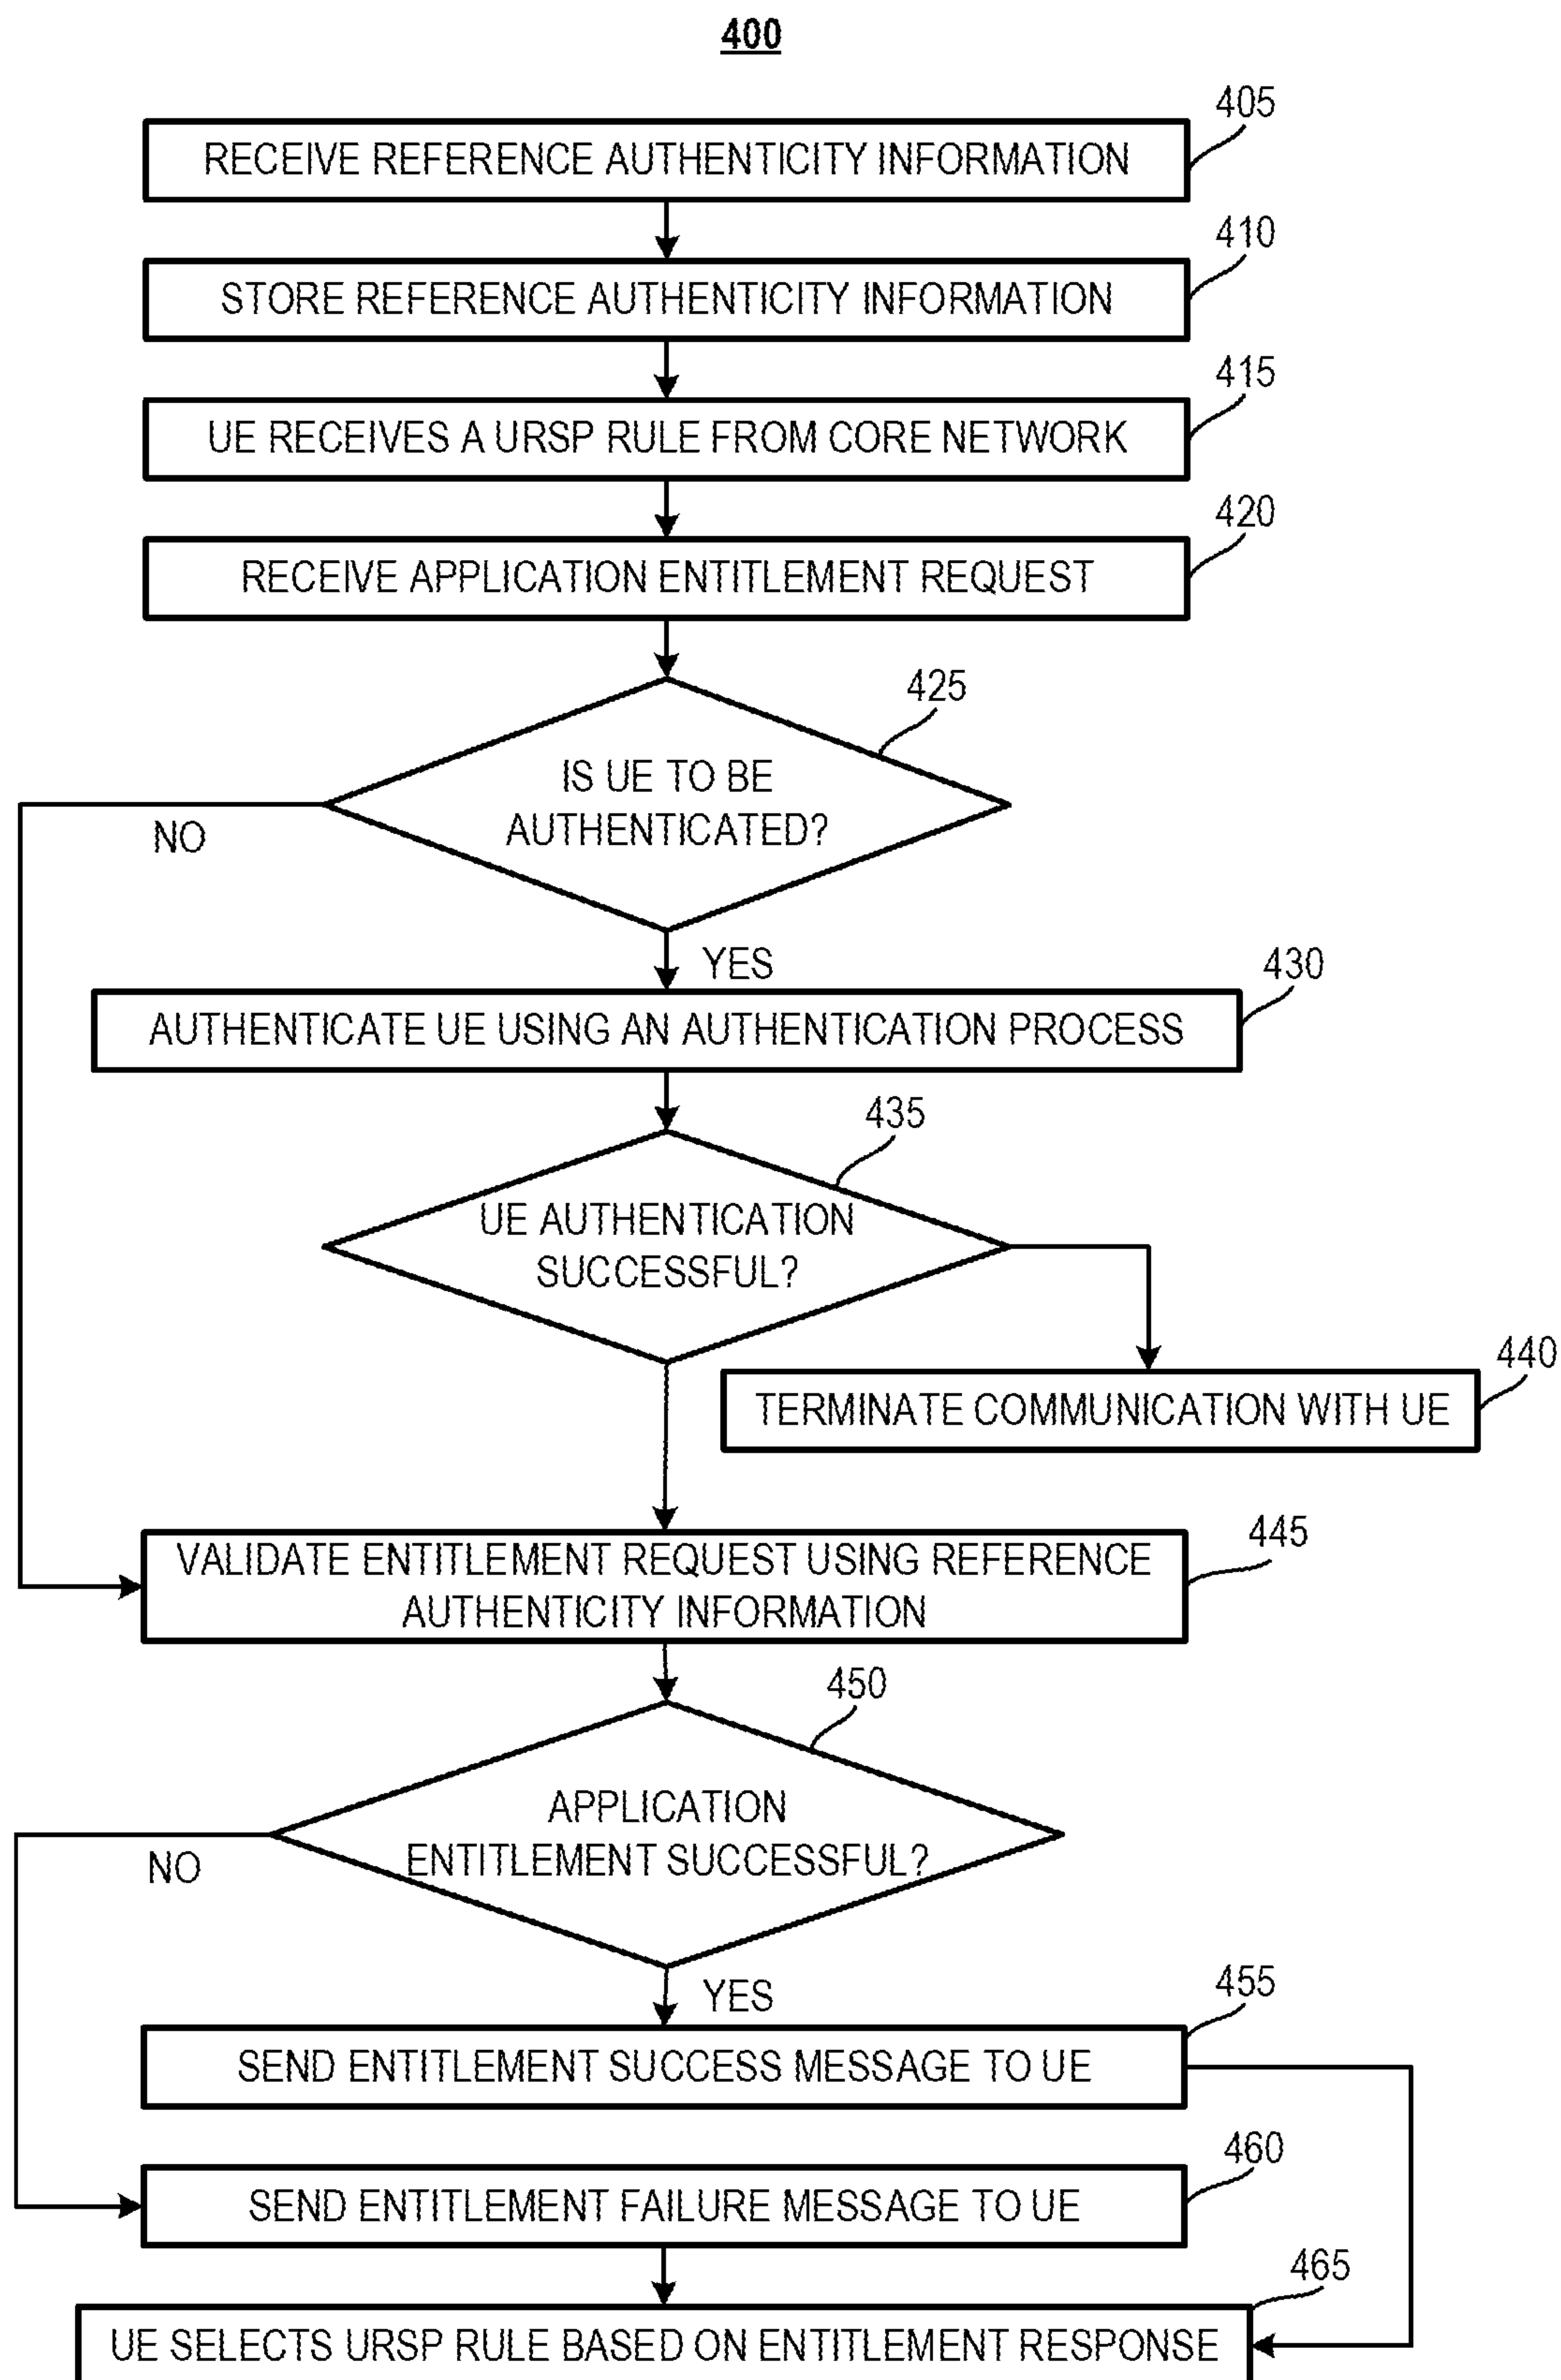 400
405
RECEIVE REFERENCE AUTHENTICITY INFORMATION
410
STORE REFERENCE AUTHENTICITY INFORMATION
415
UE RECEIVES A URSP RULE FROM CORE NETWORK
420
RECEIVE APPLICATION ENTITLEMENT REQUEST
425
IS UE TO BE
AUTHENTICATED?
NO
YES
430
AUTHENTICATE UE USING AN AUTHENTICATION PROCESS
435
UE AUTHENTICATION
SUCCESSFUL?
440
TERMINATE COMMUNICATION WITH UE
445
VALIDATE ENTITLEMENT REQUEST USING REFERENCE
AUTHENTICITY INFORMATION
450
APPLICATION
ENTITLEMENT SUCCESSFUL?
NO
YES
455
SEND ENTITLEMENT SUCCESS MESSAGE TO UE
460
SEND ENTITLEMENT FAILURE MESSAGE TO UE
465
UE SELECTS URSP RULE BASED ON ENTITLEMENT RESPONSE